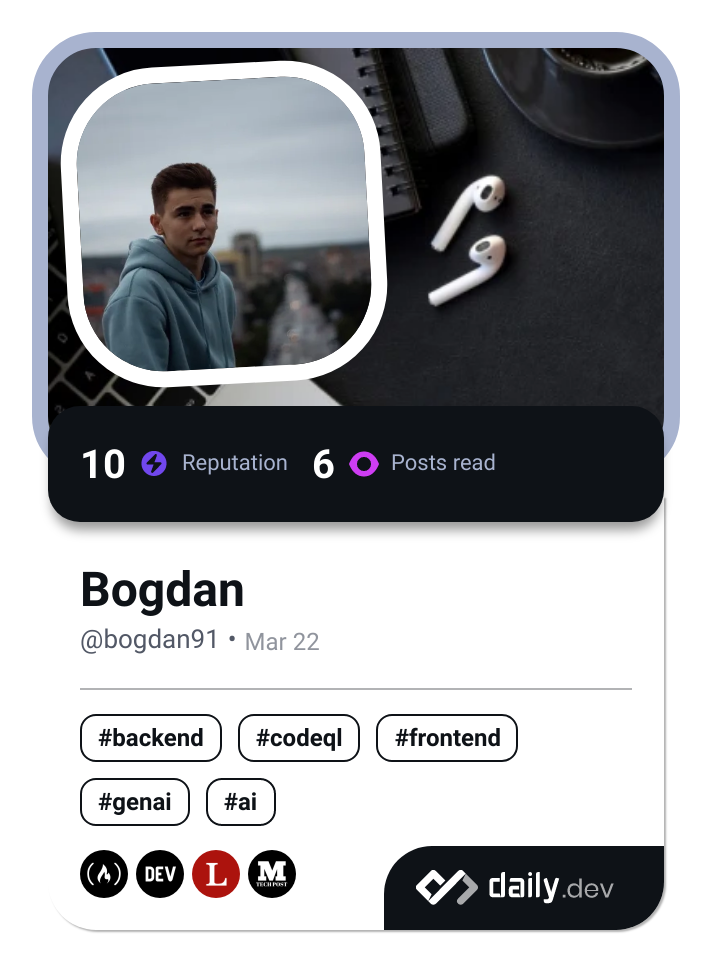 10 Reputation 6 Posts read
Bogdan
@bogdan91 • Mar 22
#backend #codeql #frontend
#genai #ai
DEV L M TECH POST
daily.dev